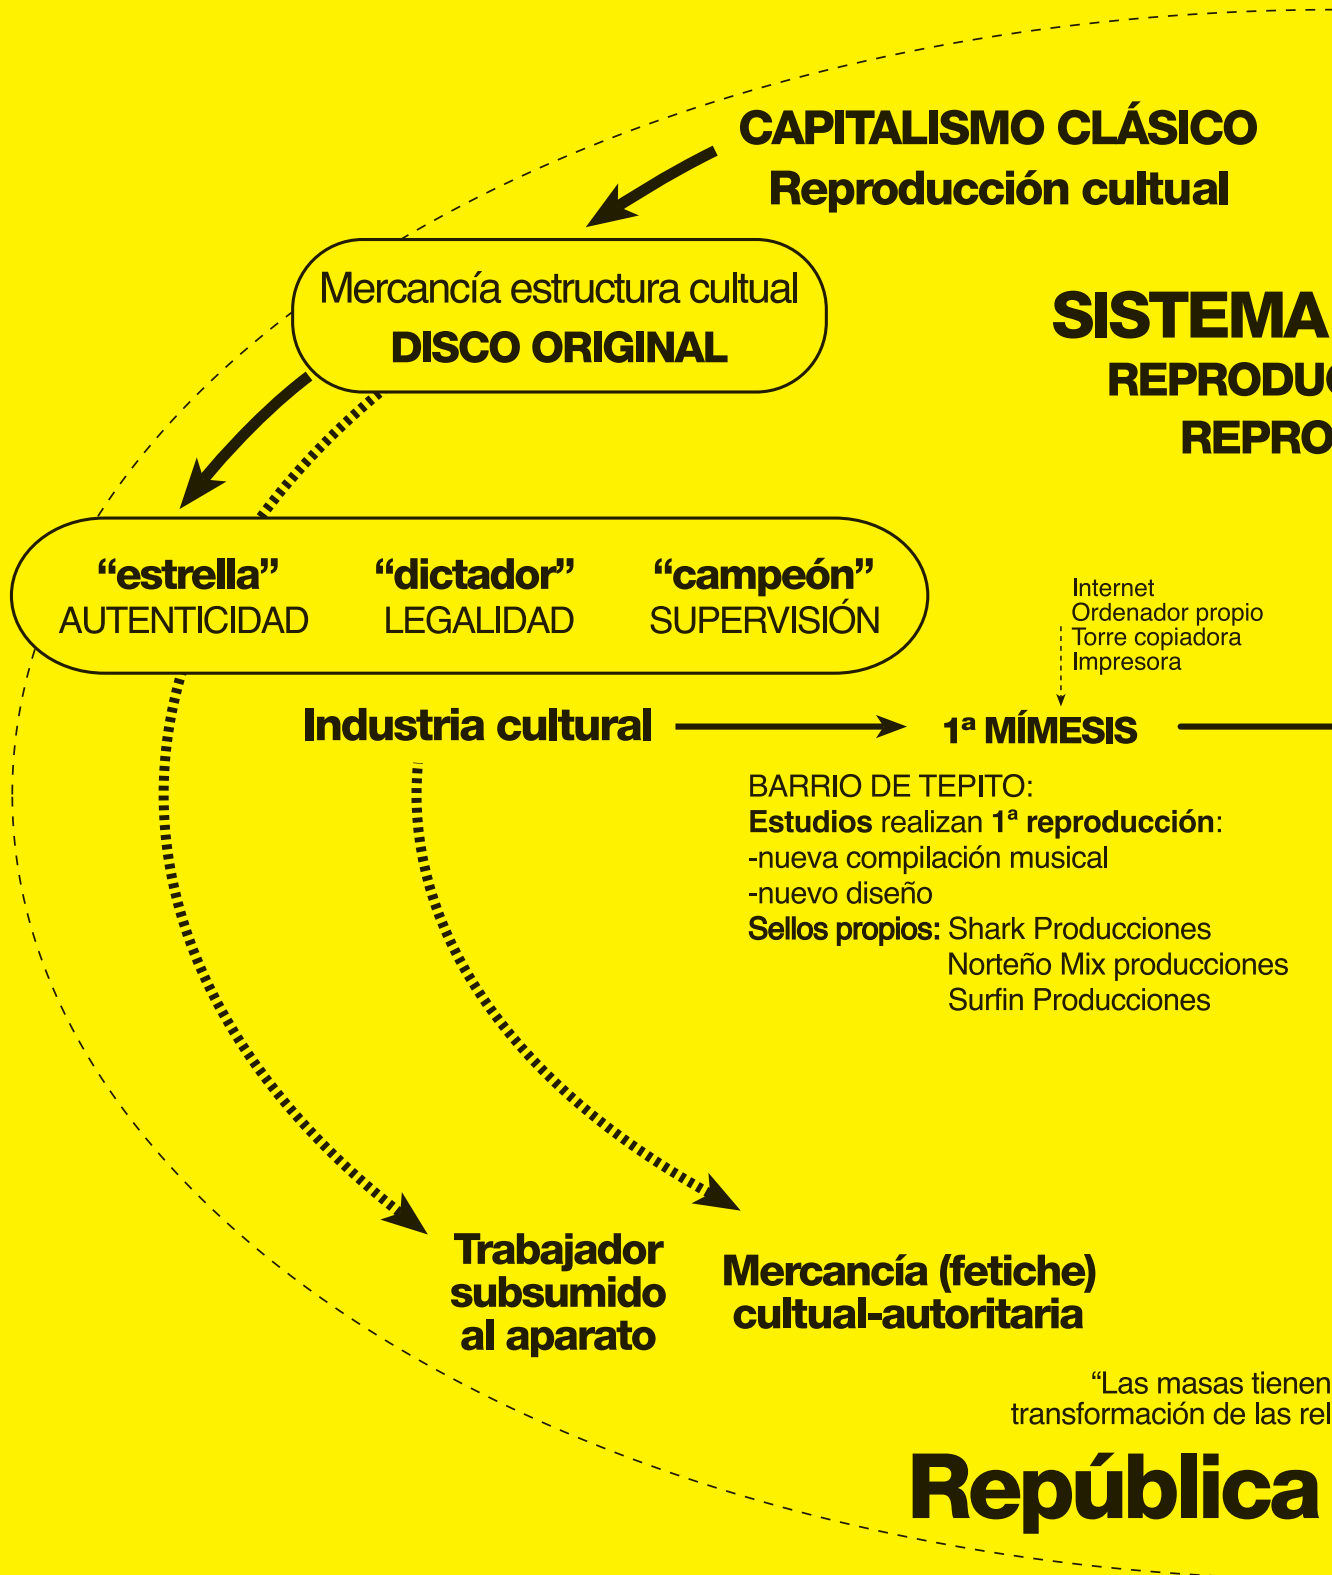 CAPITALISMO CLÁSICO
Reproducción cultual
Mercancía estructura cultual
DISCO ORIGINAL
SISTEMA
REPRODUC
REPRO
“estrella”
AUTENTICIDAD
“dictador”
LEGALIDAD
“campeón”
SUPERVISIÓN
Internet
Ordenador propio
Torre copiadora
Impresora
Industria cultural
1ª MÍMESIS
BARRIO DE TEPITO:
Estudios realizan 1ª reproducción:
-nueva compilación musical
-nuevo diseño
Sellos propios: Shark Producciones
Norteño Mix producciones
Surfin Producciones
Trabajador
subsumido
al aparato
Mercancía (fetiche)
cultual-autoritaria
“Las masas tienen
transformación de las rel
República